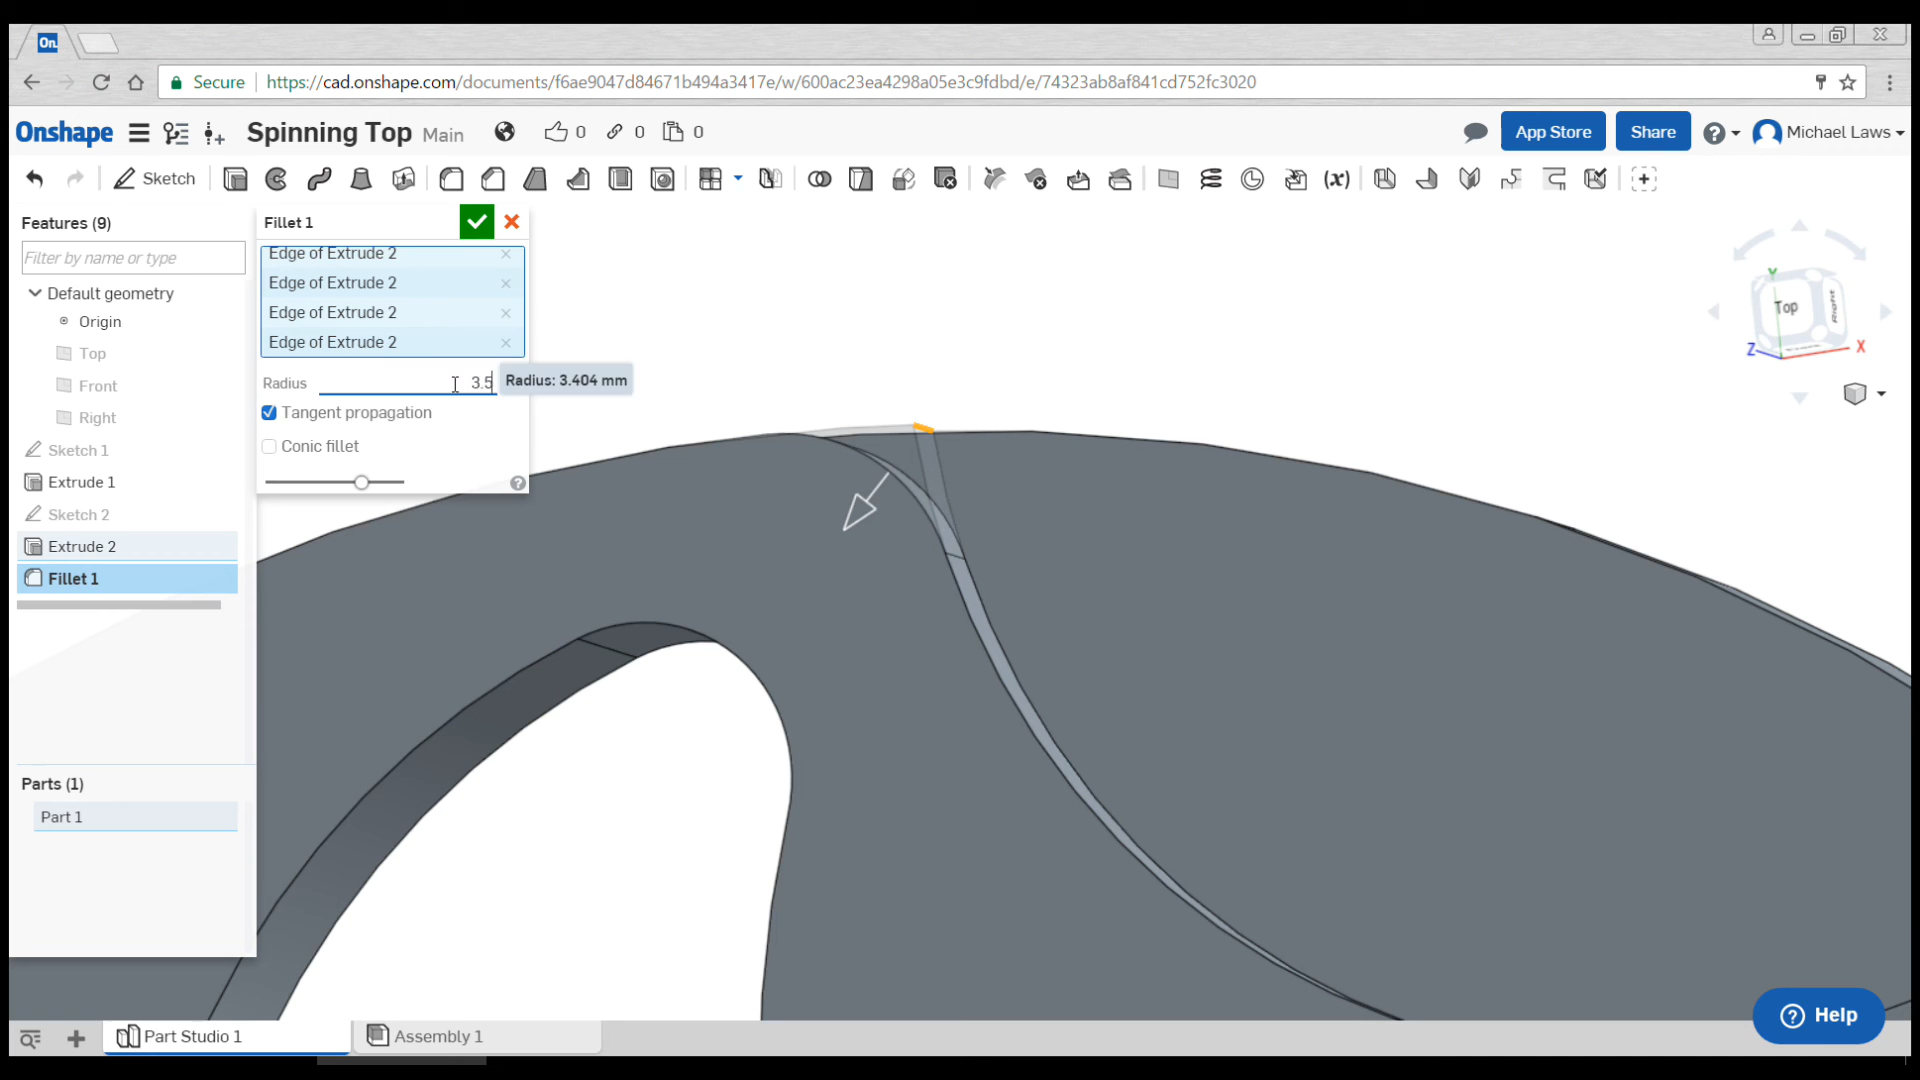 On
Secure
https://cad.onshape.com/documents/f6ae9047d84671b494a3417e/w/600ac23ea4298a05e3c9fdbd/e/74323ab8af841cd752fc3020
Onshape
Spinning Top Main
0
0
0
App Store
Share
Michael Laws
Sketch
(x)
Features (9)
Filter by name or type
Default geometry
Origin
Top
Front
Right
Sketch 1
Extrude 1
Sketch 2
Extrude 2
Fillet 1
Parts (1)
Part 1
Fillet 1
Edge of Extrude 2
Edge of Extrude 2
Edge of Extrude 2
Edge of Extrude 2
Radius 3.5
Radius: 3.404 mm
Tangent propagation
Conic fillet
Y
Top
Right
Z
X
Part Studio 1
Assembly 1
Help